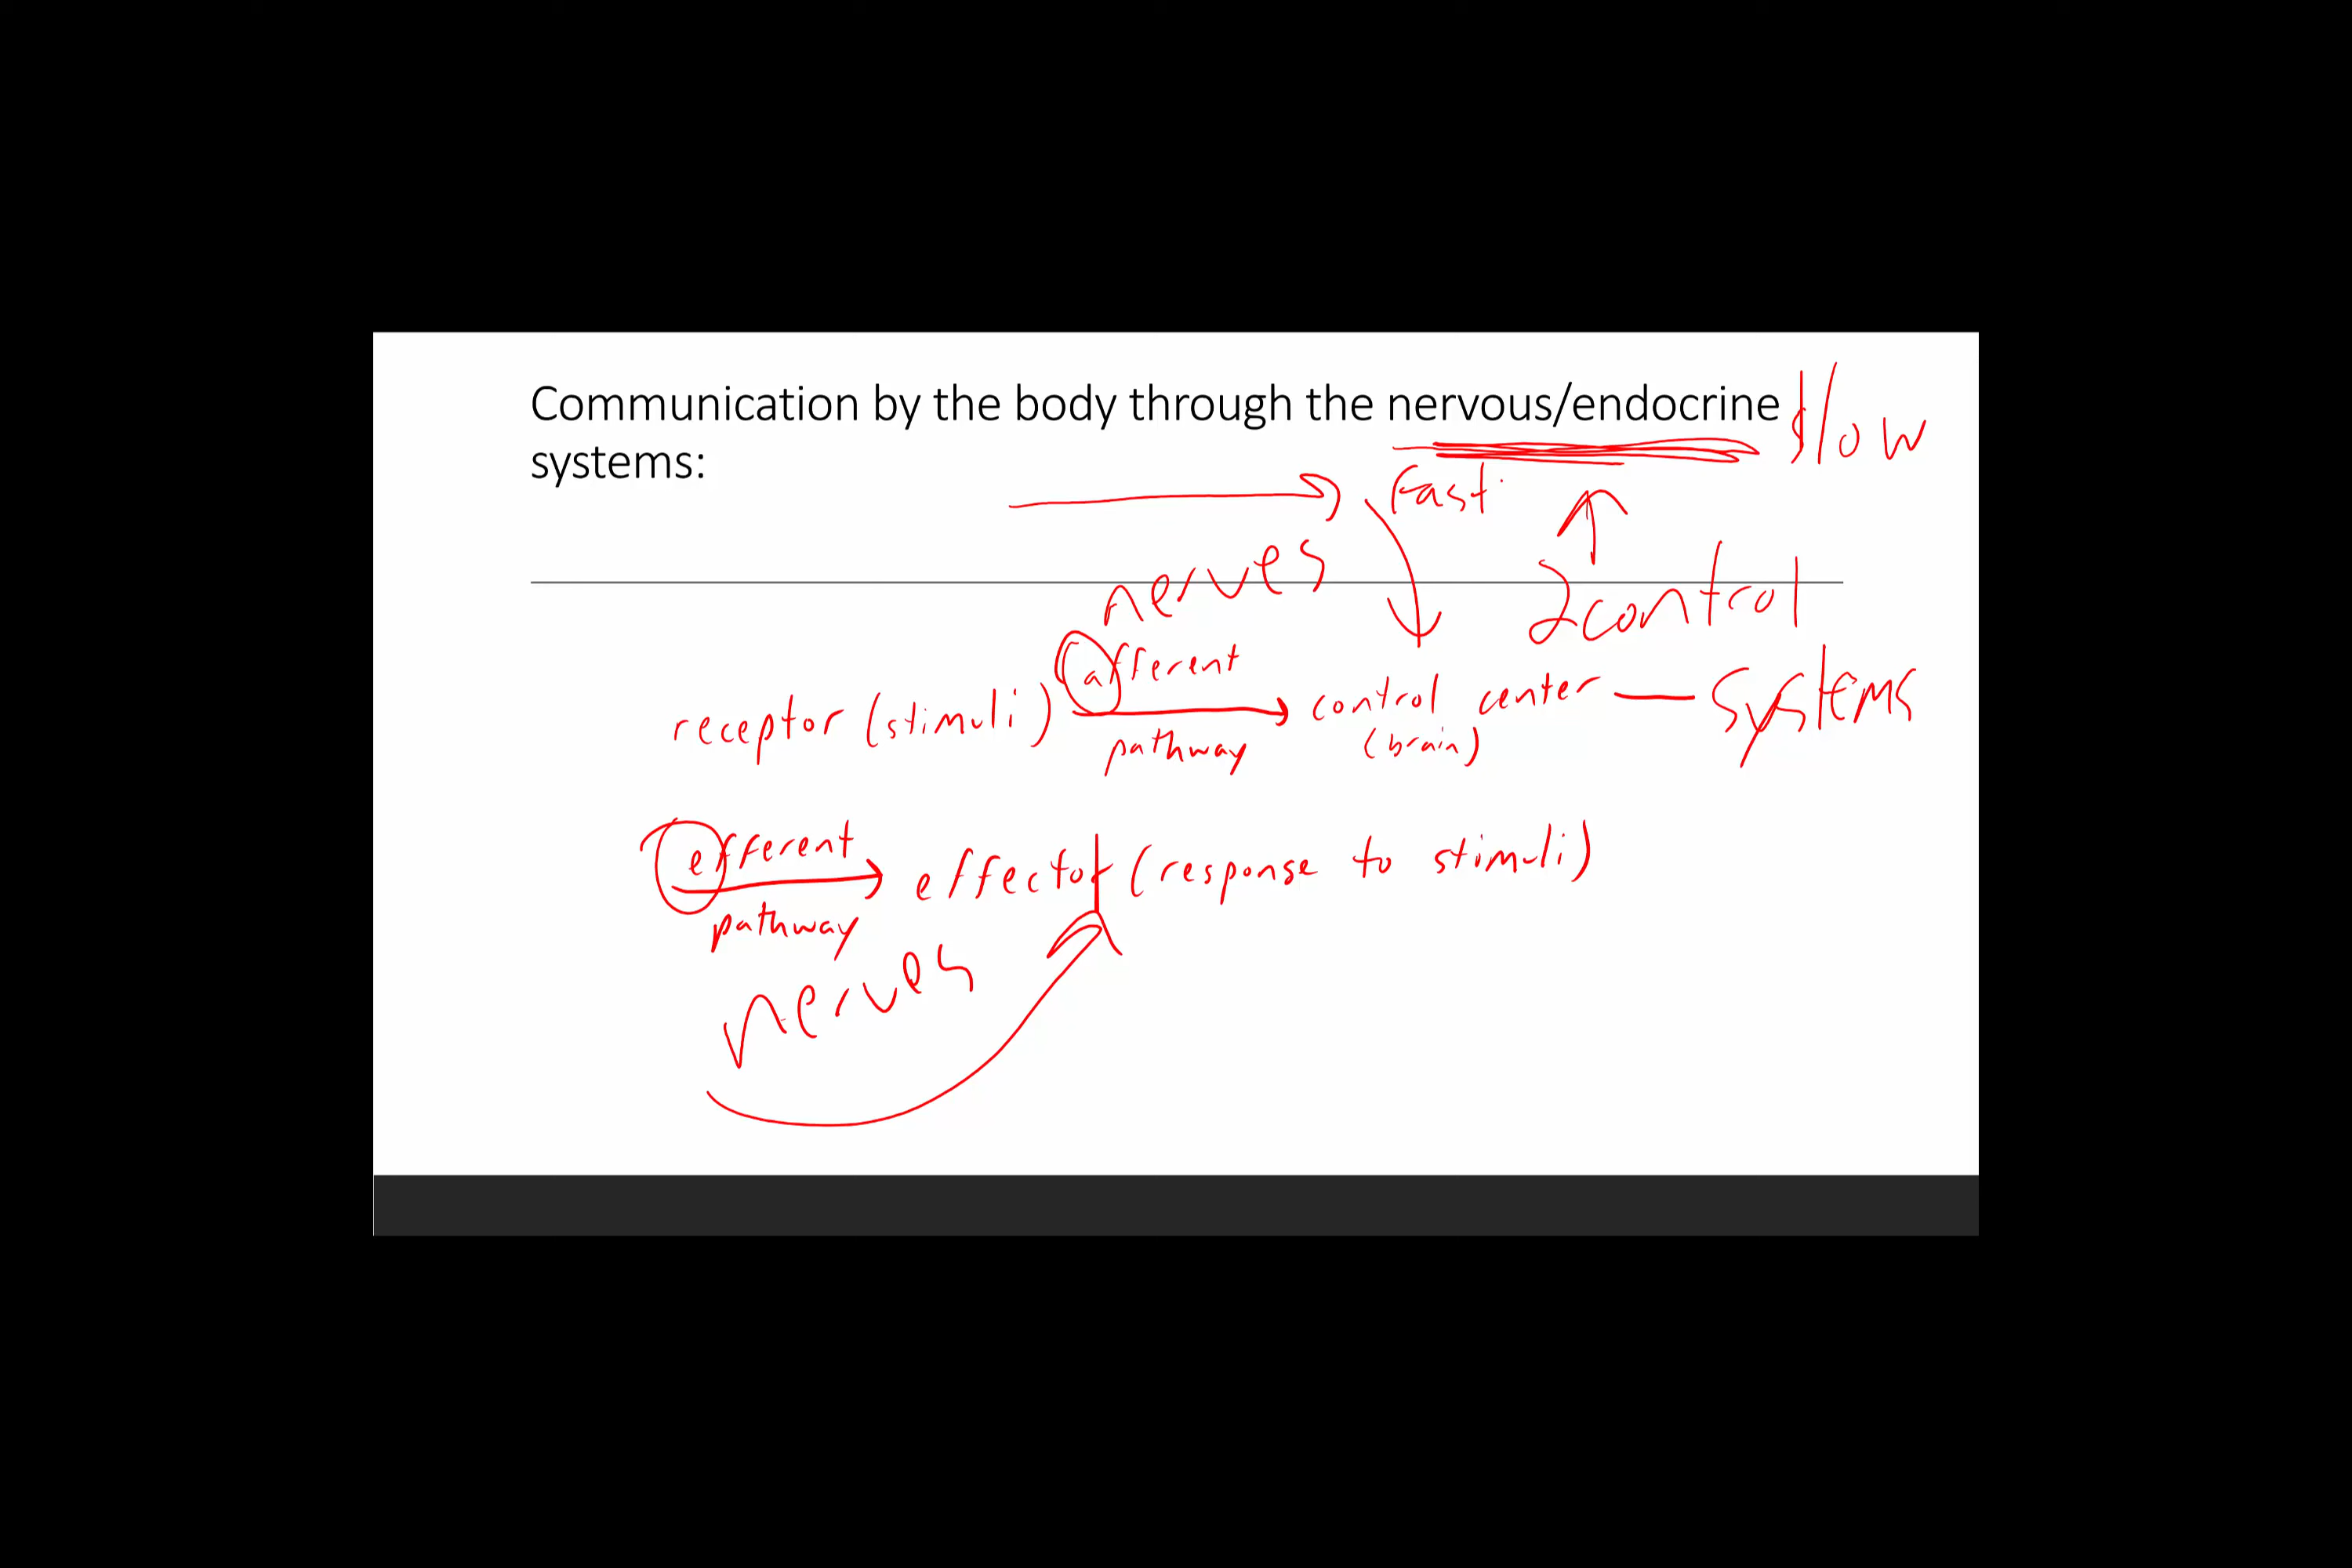 Communication by the body through the nervous/endocrine
systems:
slow
fast
nerves
2 control
systems
receptor (stimuli) afferent pathway control center
(brain)
efferent pathway effector (response to stimuli)
nerves